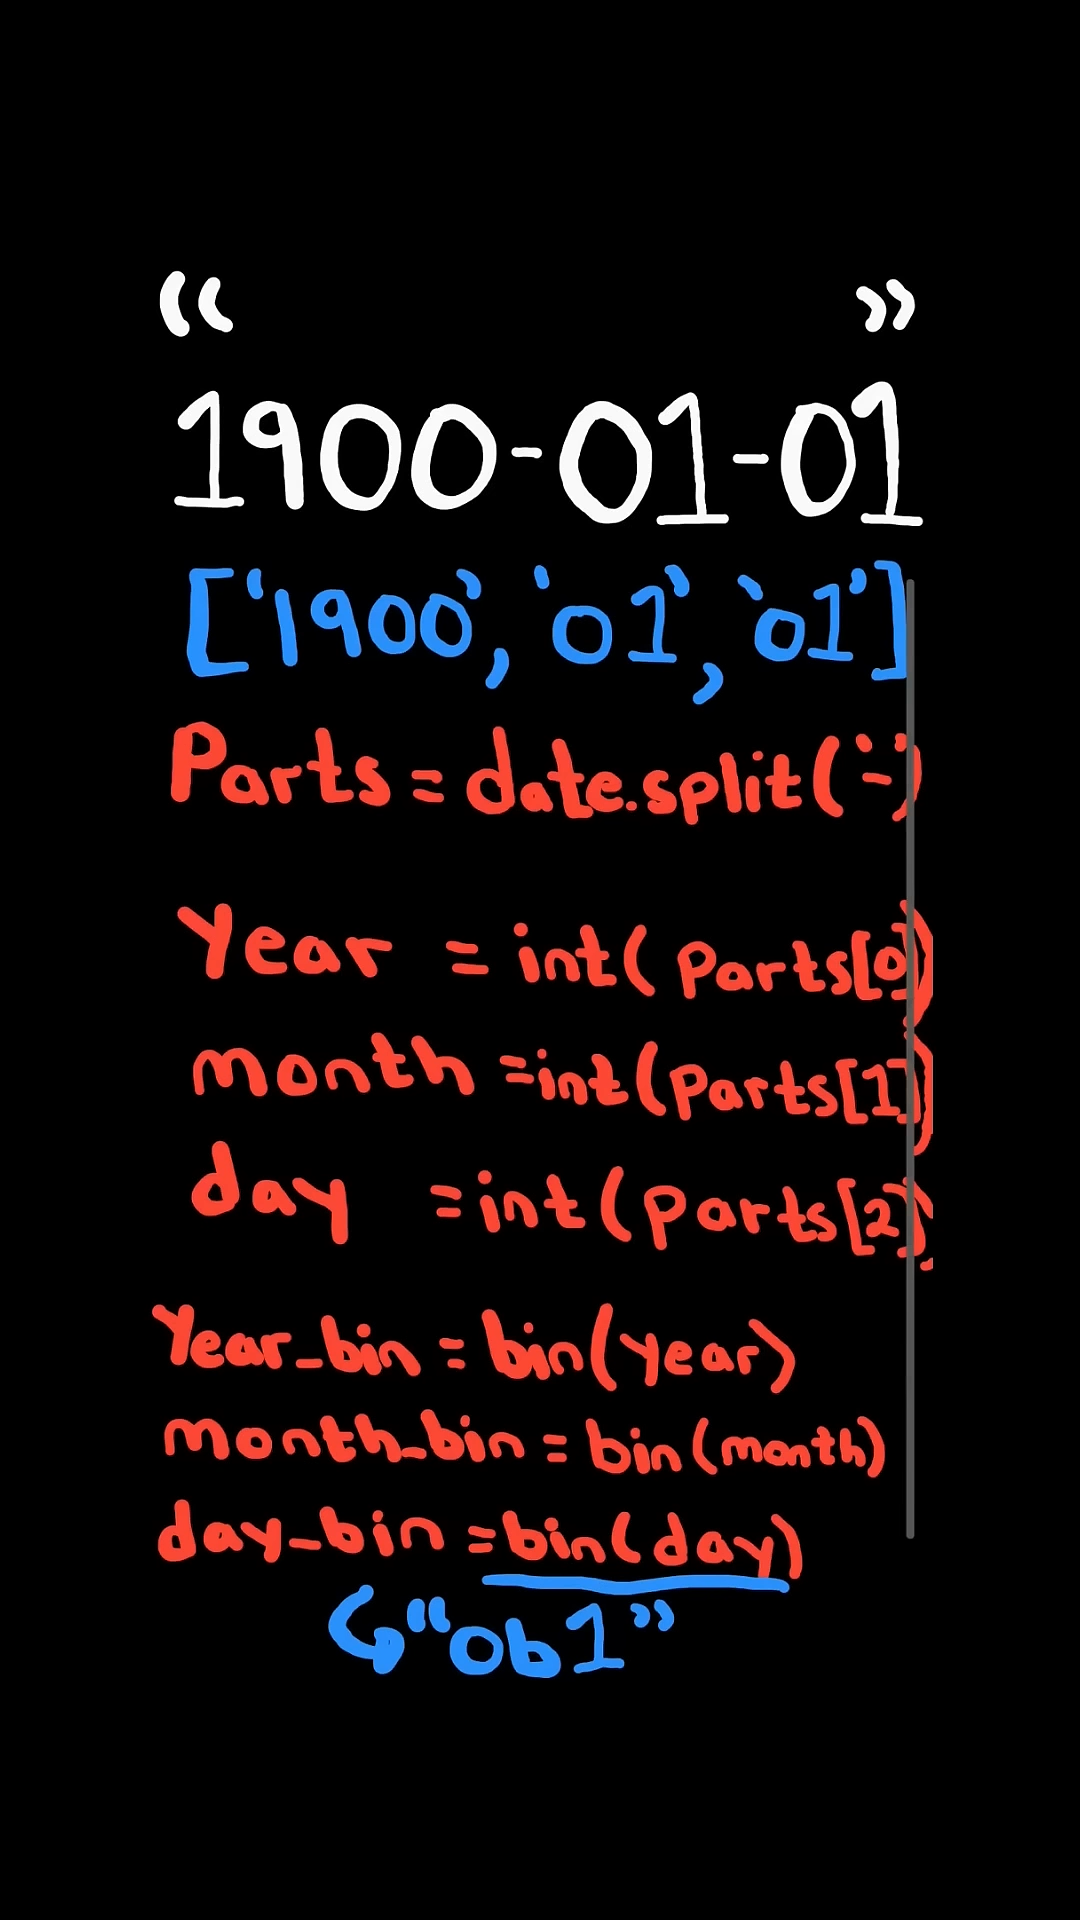 “ ”
1900-01-01
['1900', '01', '01']
Parts = date.split('-')
Year = int(Parts[0])
month = int(Parts[1])
day = int(Parts[2])
Year_bin = bin(year)
month_bin = bin(month)
day_bin = bin(day)
↳ “0b1”